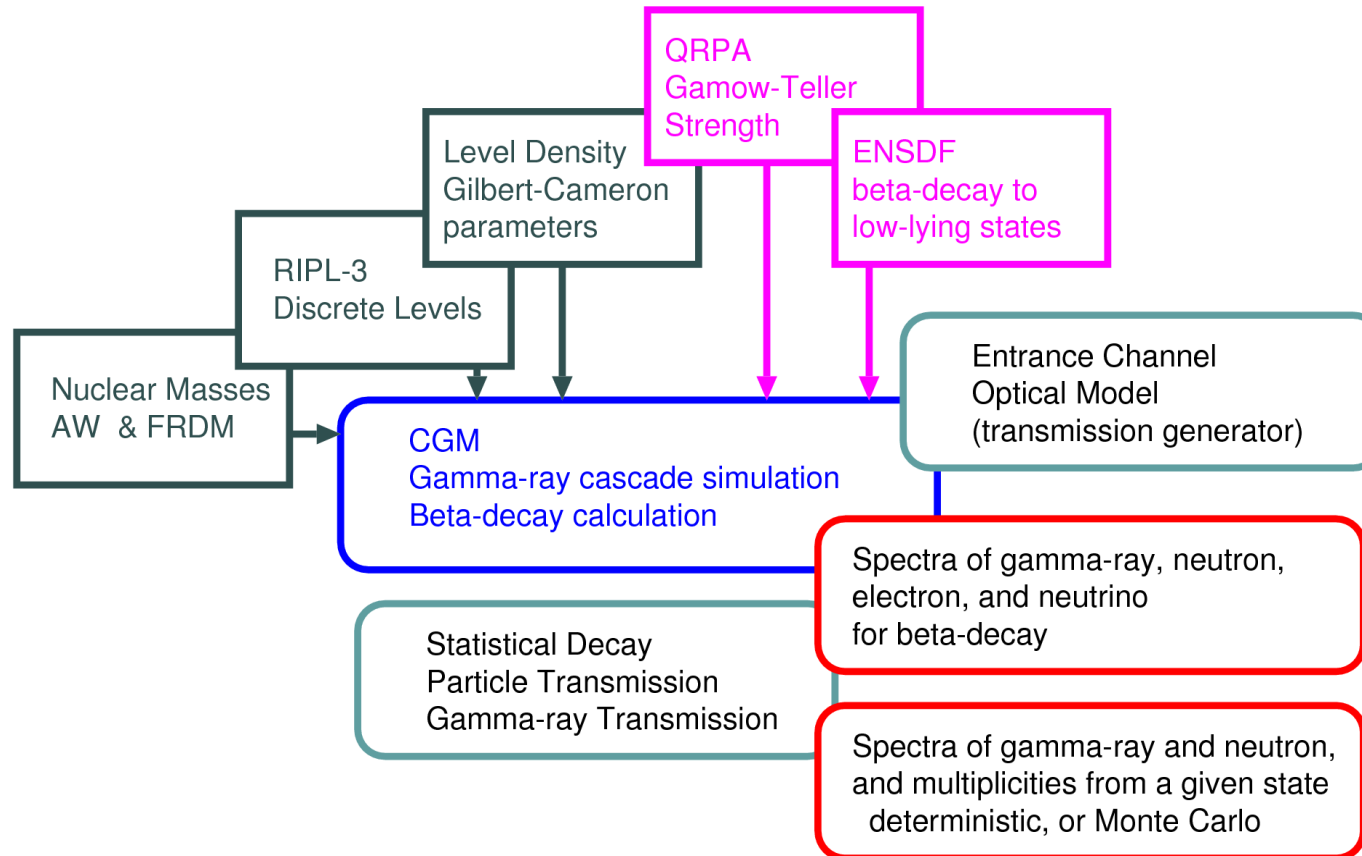 QRPA
Gamow-Teller
Strength
Level Density
Gilbert-Cameron
parameters
ENSDF
beta-decay to
low-lying states
RIPL-3
Discrete Levels
Nuclear Masses
AW & FRDM
Entrance Channel
Optical Model
(transmission generator)
CGM
Gamma-ray cascade simulation
Beta-decay calculation
Spectra of gamma-ray, neutron,
electron, and neutrino
for beta-decay
Statistical Decay
Particle Transmission
Gamma-ray Transmission
Spectra of gamma-ray and neutron,
and multiplicities from a given state
deterministic, or Monte Carlo